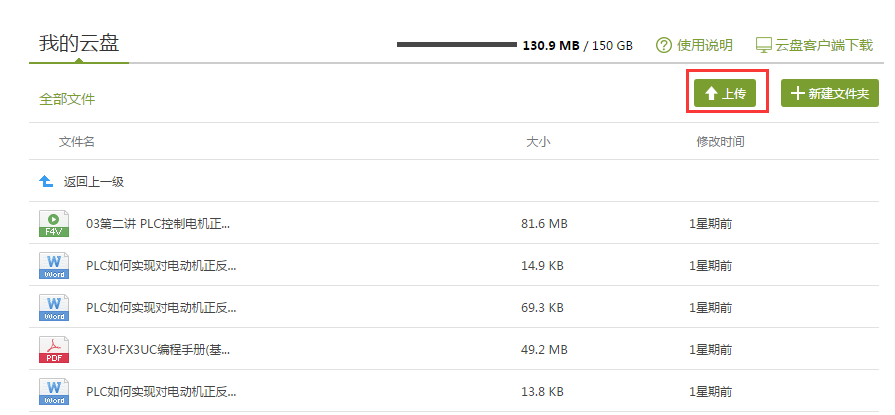 我的云盘
130.9 MB / 150 GB
使用说明
云盘客户端下载
全部文件
上传
新建文件夹
文件名 大小 修改时间
返回上一级
F4V 03第二讲 PLC控制电机正... 81.6 MB 1星期前
W Word PLC如何实现对电动机正反... 14.9 KB 1星期前
W Word PLC如何实现对电动机正反... 69.3 KB 1星期前
PDF FX3U·FX3UC编程手册(基... 49.2 MB 1星期前
W Word PLC如何实现对电动机正反... 13.8 KB 1星期前